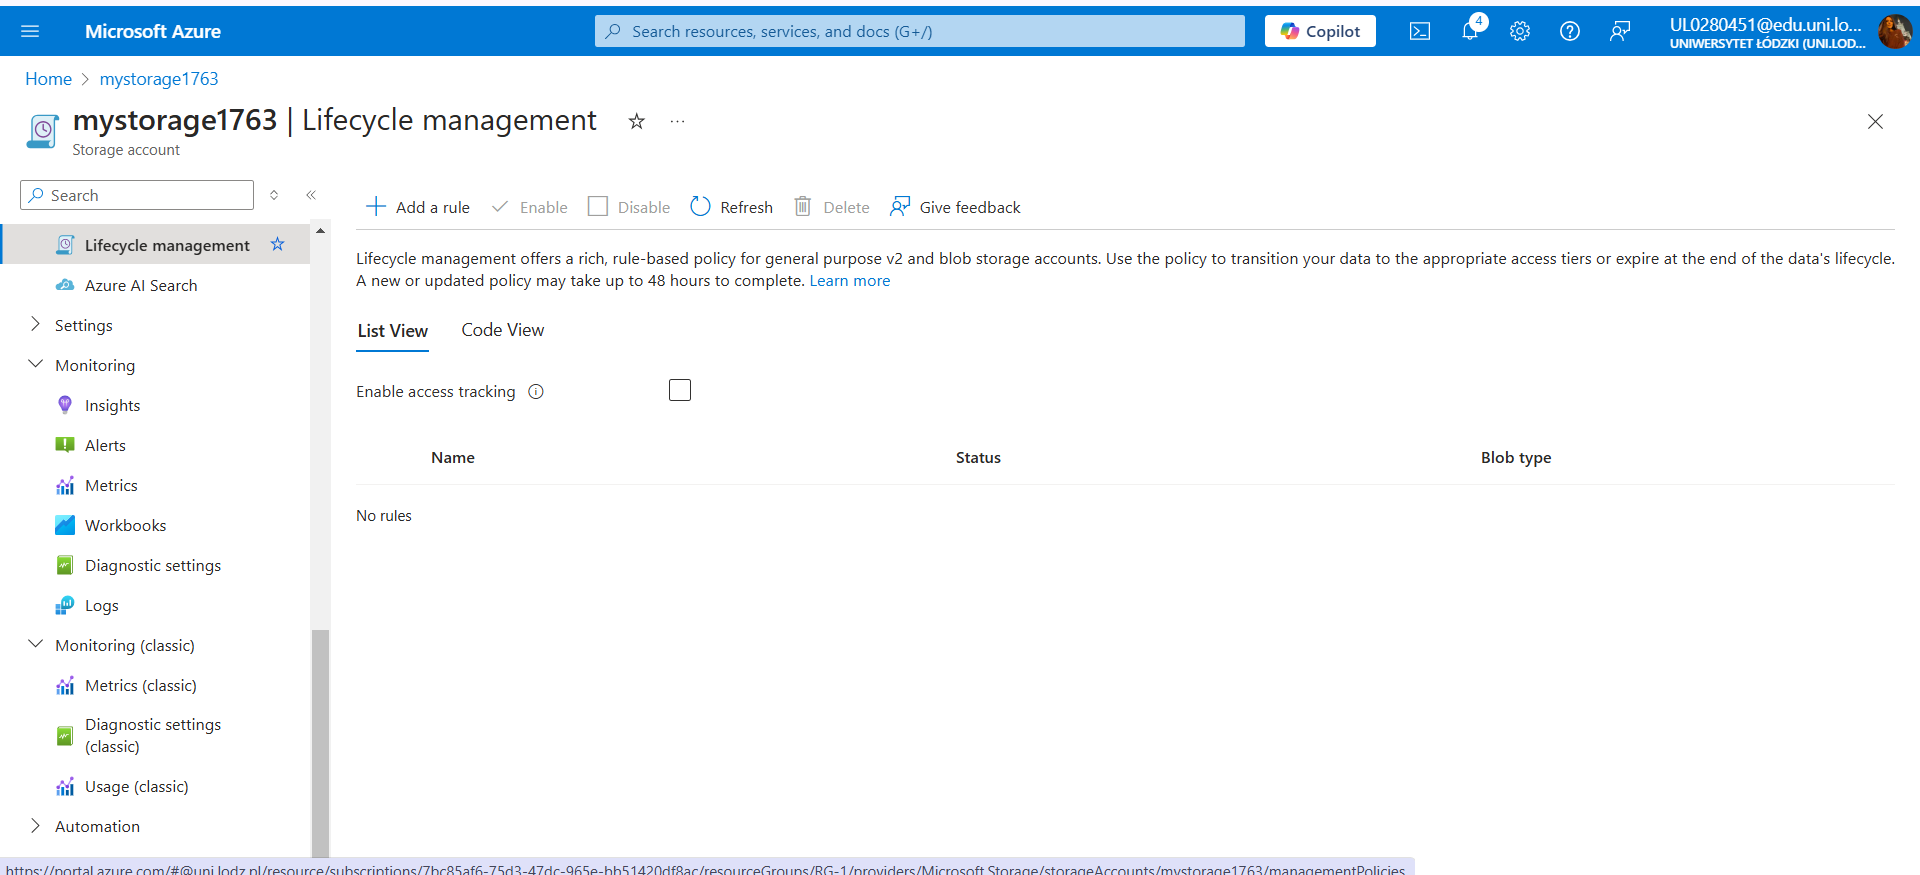 Microsoft Azure
Search resources, services, and docs (G+/)
Copilot
4
UL0280451@edu.uni.lo...
UNIWERSYTET ŁÓDZKI (UNI.LOD...
Home > mystorage1763
mystorage1763 | Lifecycle management
Storage account
Search
Add a rule
Enable
Disable
Refresh
Delete
Give feedback
Lifecycle management
Azure AI Search
Settings
Monitoring
Insights
Alerts
Metrics
Workbooks
Diagnostic settings
Logs
Monitoring (classic)
Metrics (classic)
Diagnostic settings
(classic)
Usage (classic)
Automation
Lifecycle management offers a rich, rule-based policy for general purpose v2 and blob storage accounts. Use the policy to transition your data to the appropriate access tiers or expire at the end of the data's lifecycle.
A new or updated policy may take up to 48 hours to complete. Learn more
List View
Code View
Enable access tracking
Name
Status
Blob type
No rules
https://portal.azure.com/#@uni.lodz.pl/resource/subscriptions/7bc85af6-75d3-47dc-965e-bb51420df8ac/resourceGroups/RG-1/providers/Microsoft.Storage/storageAccounts/mystorage1763/managementPolicies